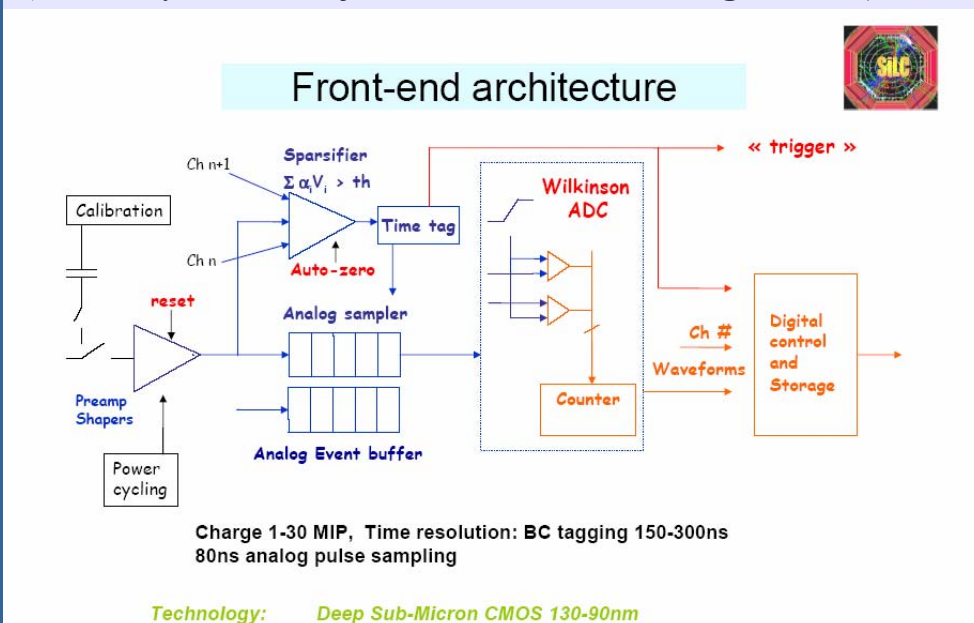 SiLC
Front-end architecture
Ch n+1
Sparsifier
Σ αᵢVᵢ > th
« trigger »
Calibration
Time tag
Wilkinson
ADC
Ch n
Auto-zero
reset
Analog sampler
Ch #
Waveforms
Digital
control
and
Storage
Preamp
Shapers
Counter
Analog Event buffer
Power
cycling
Charge 1-30 MIP, Time resolution: BC tagging 150-300ns
80ns analog pulse sampling
Technology: Deep Sub-Micron CMOS 130-90nm